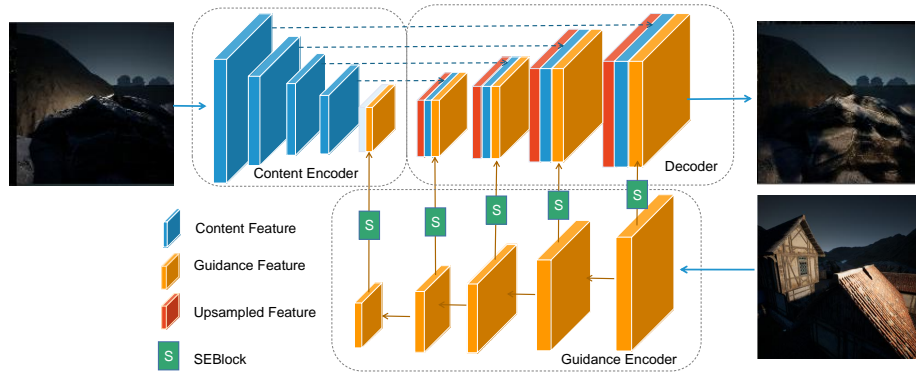 Content Encoder
Decoder
S
S
S
S
S
Content Feature
Guidance Feature
Upsampled Feature
S
SEBlock
Guidance Encoder